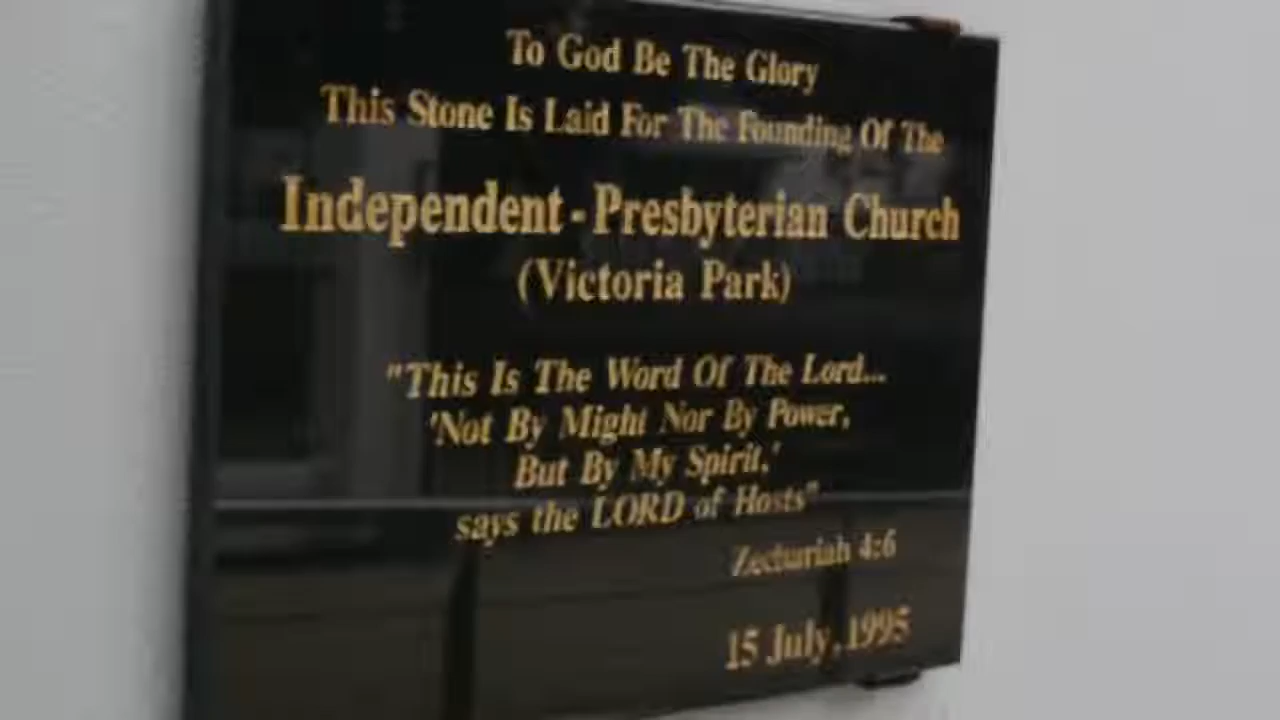 To God Be The Glory
This Stone Is Laid For The Founding Of The
Independent - Presbyterian Church
(Victoria Park)
"This Is The Word Of The Lord...
'Not By Might Nor By Power,
But By My Spirit,'
says the LORD of Hosts"
Zechariah 4:6
15 July, 1995